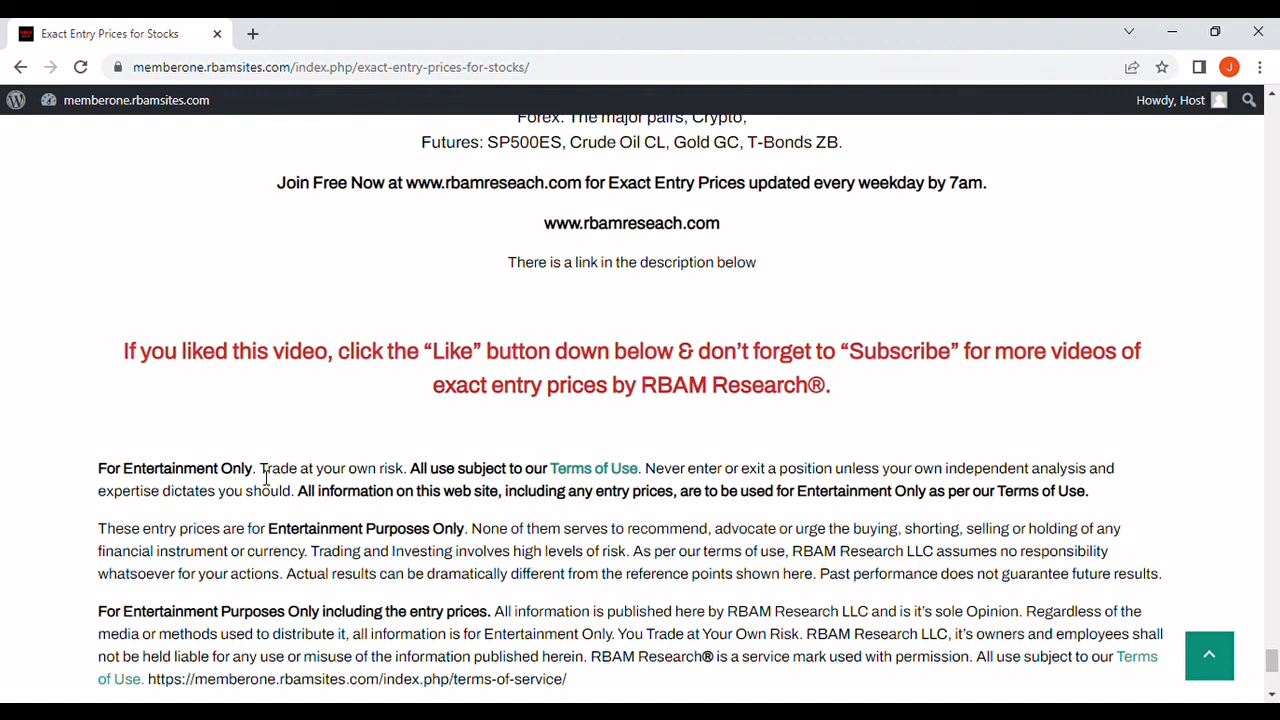 Exact Entry Prices for Stocks
memberone.rbamsites.com/index.php/exact-entry-prices-for-stocks/
J
memberone.rbamsites.com
Howdy, Host
Forex: The major pairs, Crypto,
Futures: SP500ES, Crude Oil CL, Gold GC, T-Bonds ZB.
Join Free Now at www.rbamreseach.com for Exact Entry Prices updated every weekday by 7am.
www.rbamreseach.com
There is a link in the description below
If you liked this video, click the “Like” button down below & don’t forget to “Subscribe” for more videos of
exact entry prices by RBAM Research®.
For Entertainment Only. Trade at your own risk. All use subject to our Terms of Use. Never enter or exit a position unless your own independent analysis and
expertise dictates you should. All information on this web site, including any entry prices, are to be used for Entertainment Only as per our Terms of Use.
These entry prices are for Entertainment Purposes Only. None of them serves to recommend, advocate or urge the buying, shorting, selling or holding of any
financial instrument or currency. Trading and Investing involves high levels of risk. As per our terms of use, RBAM Research LLC assumes no responsibility
whatsoever for your actions. Actual results can be dramatically different from the reference points shown here. Past performance does not guarantee future results.
For Entertainment Purposes Only including the entry prices. All information is published here by RBAM Research LLC and is it’s sole Opinion. Regardless of the
media or methods used to distribute it, all information is for Entertainment Only. You Trade at Your Own Risk. RBAM Research LLC, it’s owners and employees shall
not be held liable for any use or misuse of the information published herein. RBAM Research® is a service mark used with permission. All use subject to our Terms
of Use. https://memberone.rbamsites.com/index.php/terms-of-service/